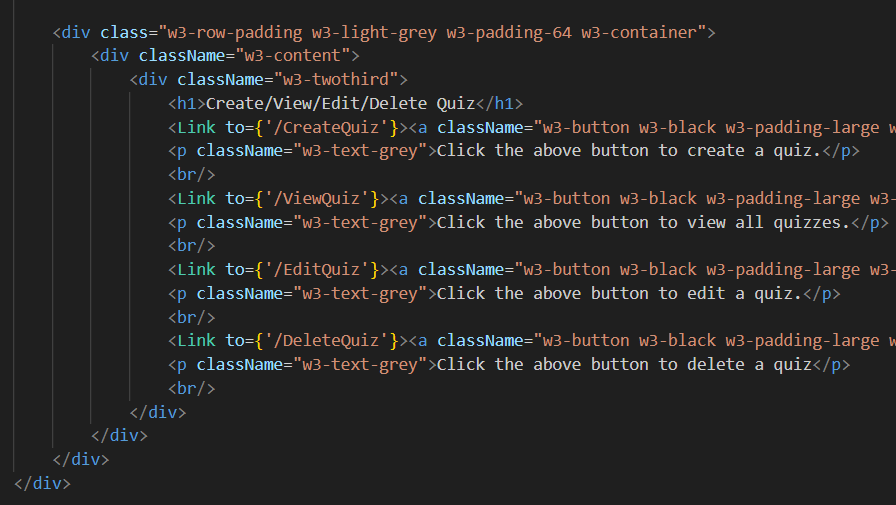 <div class="w3-row-padding w3-light-grey w3-padding-64 w3-container">
<div className="w3-content">
<div className="w3-twothird">
<h1>Create/View/Edit/Delete Quiz</h1>
<Link to={'/CreateQuiz'}><a className="w3-button w3-black w3-padding-large w
<p className="w3-text-grey">Click the above button to create a quiz.</p>
<br/>
<Link to={'/ViewQuiz'}><a className="w3-button w3-black w3-padding-large w3-
<p className="w3-text-grey">Click the above button to view all quizzes.</p>
<br/>
<Link to={'/EditQuiz'}><a className="w3-button w3-black w3-padding-large w3-
<p className="w3-text-grey">Click the above button to edit a quiz.</p>
<br/>
<Link to={'/DeleteQuiz'}><a className="w3-button w3-black w3-padding-large w
<p className="w3-text-grey">Click the above button to delete a quiz</p>
<br/>
</div>
</div>
</div>
</div>